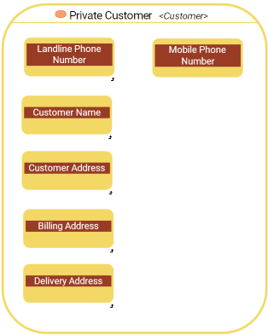 Private Customer <Customer>
Landline Phone
Number
Mobile Phone
Number
Customer Name
Customer Address
Billing Address
Delivery Address